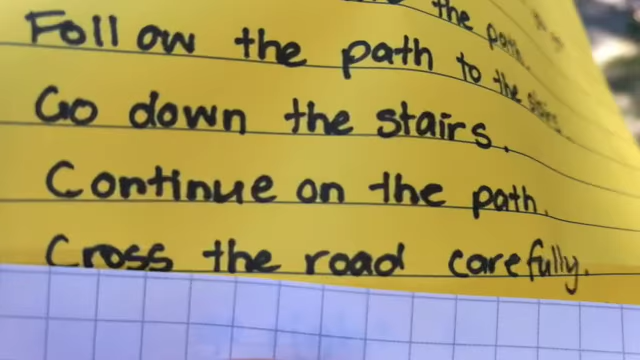 the path.
Follow the path to the stairs
Go down the stairs.
Continue on the path.
Cross the road carefully.